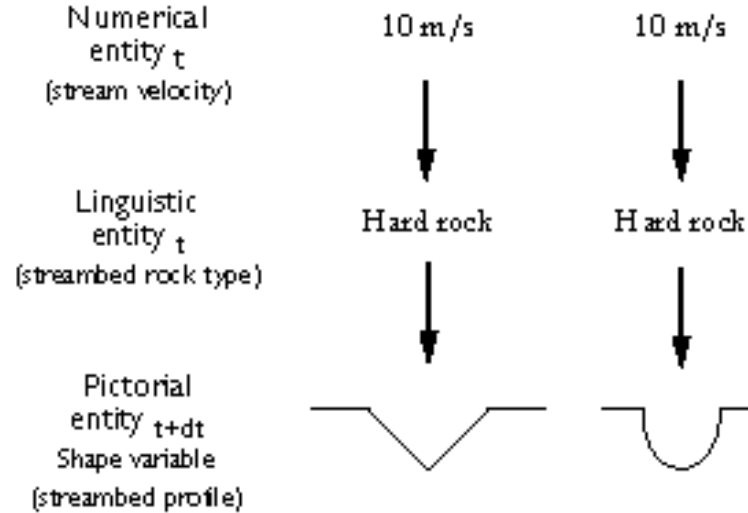 Numerical
entity t
(stream velocity)
10 m/s
10 m/s
Linguistic
entity t
(streambed rock type)
Hard rock
Hard rock
Pictorial
entity t+dt
Shape variable
(streambed profile)